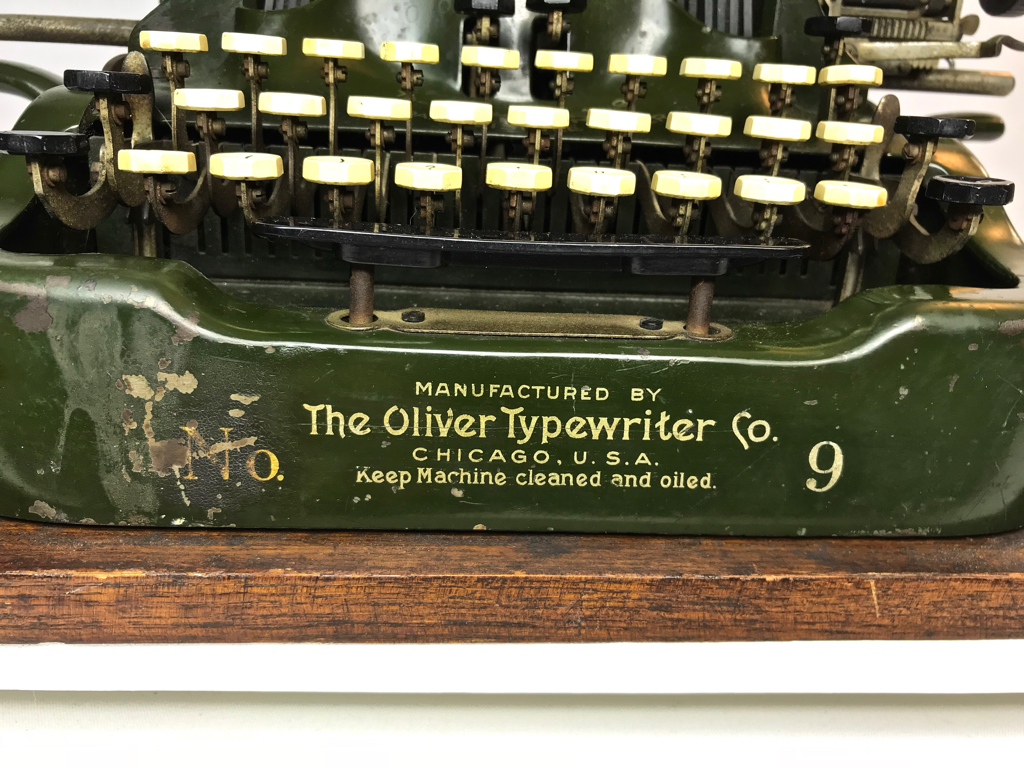 MANUFACTURED BY
The Oliver Typewriter Co.
CHICAGO, U.S.A.
Keep Machine cleaned and oiled.
No. 9